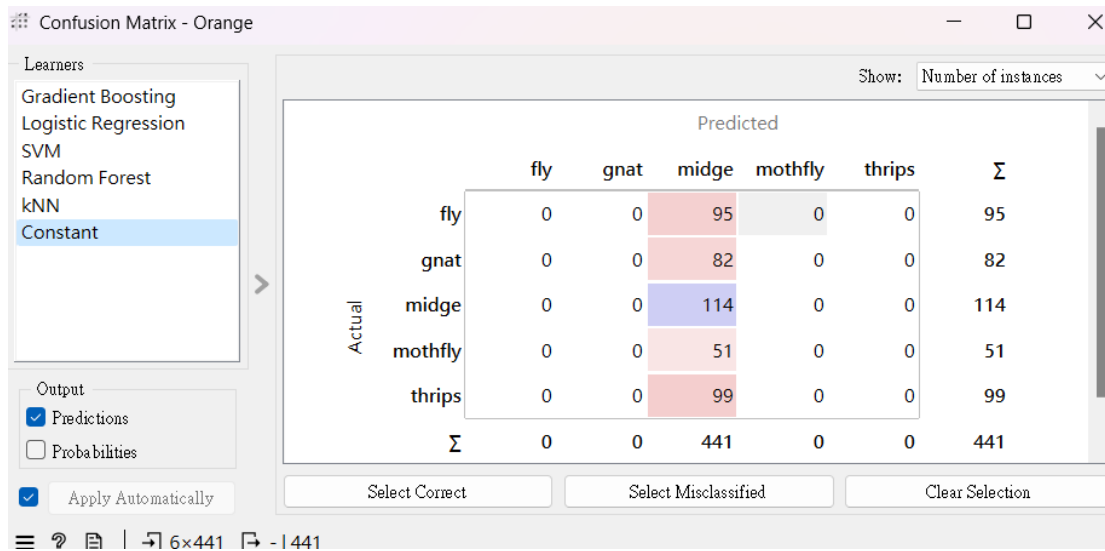 Confusion Matrix - Orange
Learners
Gradient Boosting
Logistic Regression
SVM
Random Forest
kNN
Constant
Output
Predictions
Probabilities
Apply Automatically
Show: Number of instances
Predicted
fly gnat midge mothfly thrips Σ
Actual
fly 0 0 95 0 0 95
gnat 0 0 82 0 0 82
midge 0 0 114 0 0 114
mothfly 0 0 51 0 0 51
thrips 0 0 99 0 0 99
Σ 0 0 441 0 0 441
Select Correct Select Misclassified Clear Selection
? 6×441 - | 441